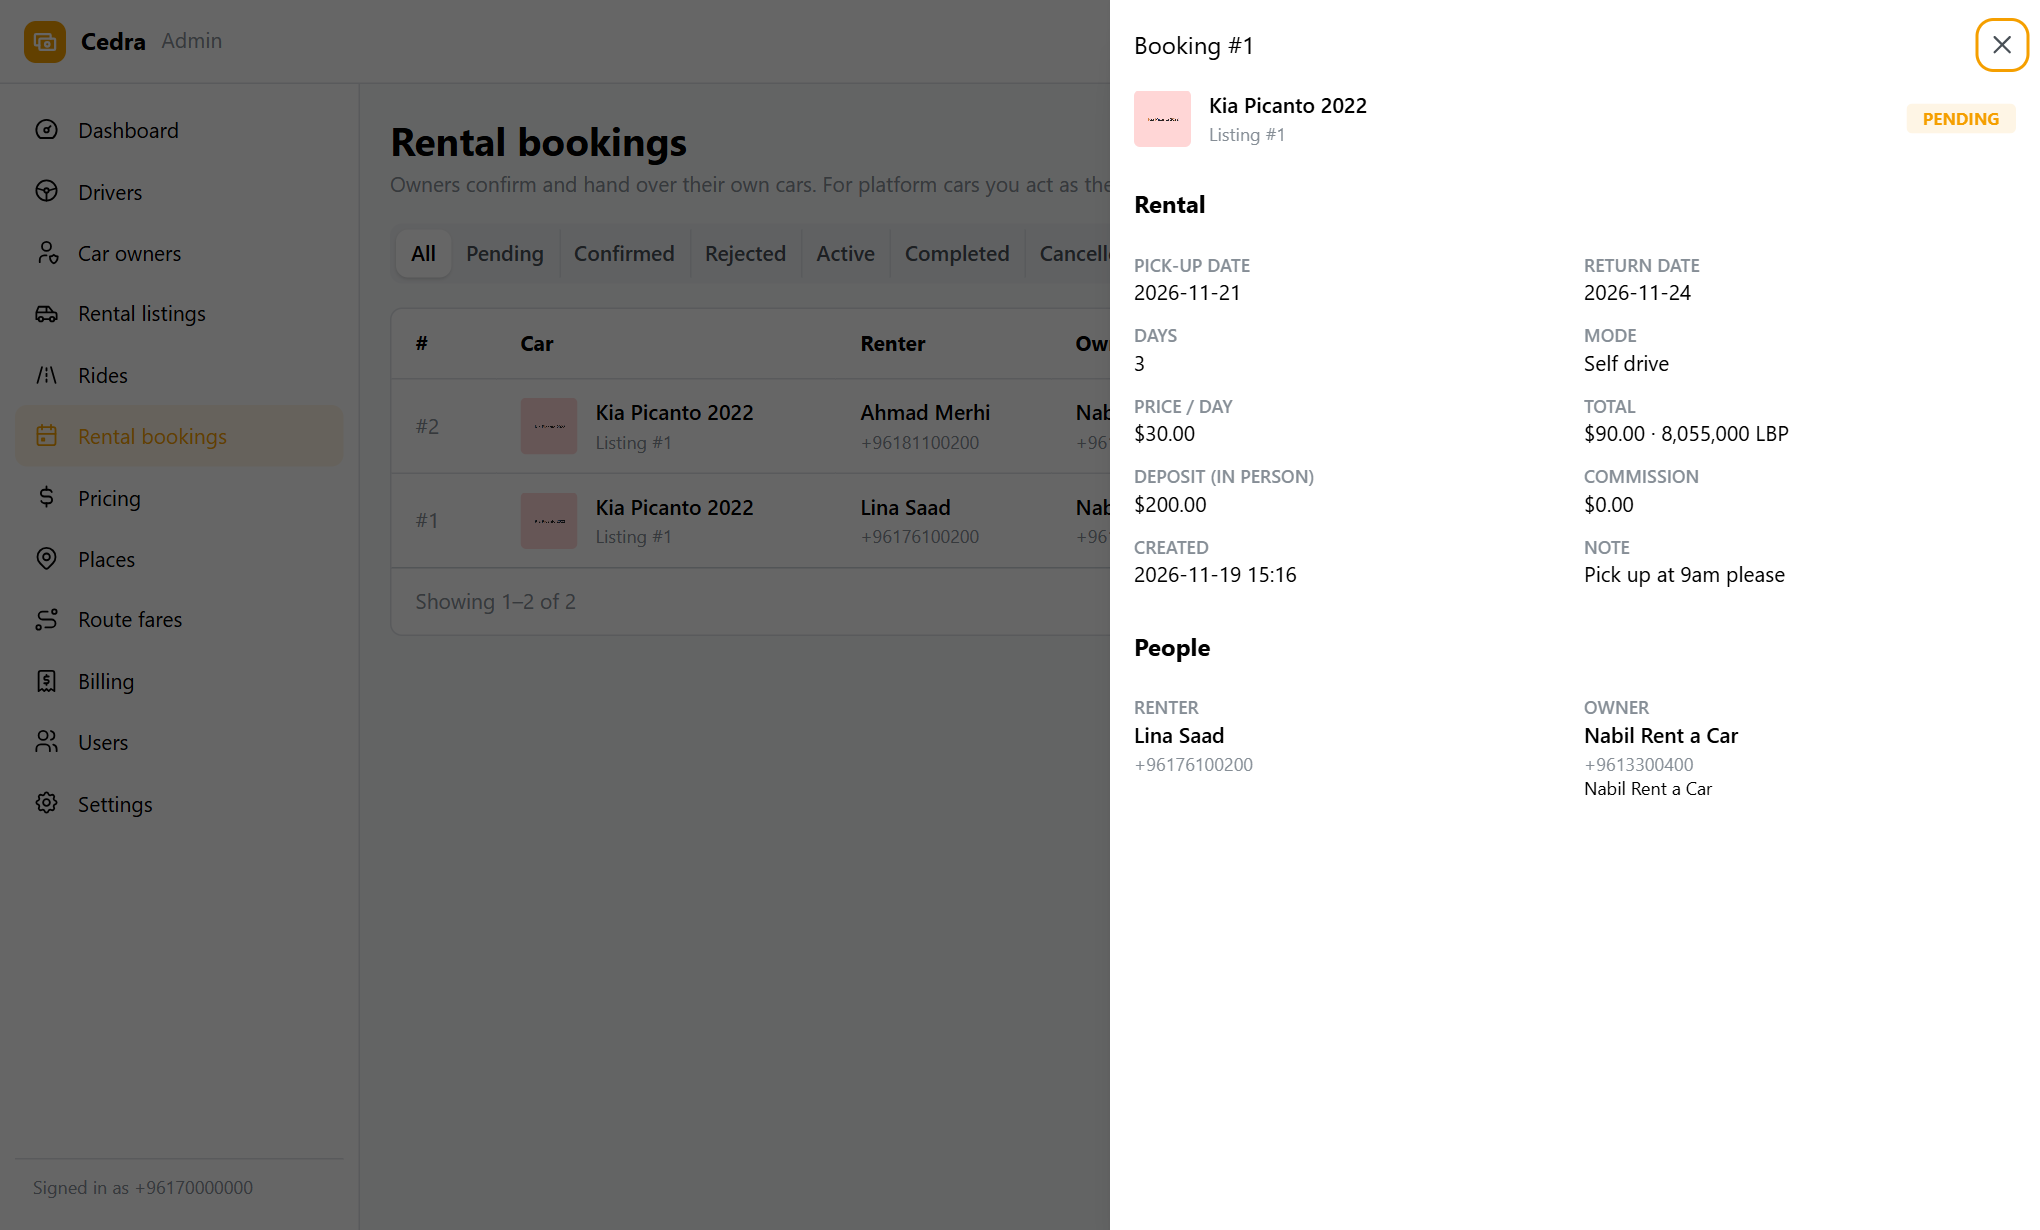 Cedra Admin
Dashboard
Drivers
Car owners
Rental listings
Rides
Rental bookings
Pricing
Places
Route fares
Billing
Users
Settings
Signed in as +96170000000
Rental bookings
Owners confirm and hand over their own cars. For platform cars you act as the
All Pending Confirmed Rejected Active Completed
# Car Renter
#2 Kia Picanto 2022 Ahmad Merhi
Listing #1 +96181100200
#1 Kia Picanto 2022 Lina Saad
Listing #1 +96176100200
Showing 1–2 of 2
Booking #1
Kia Picanto 2022
Listing #1
PENDING
Rental
PICK-UP DATE RETURN DATE
2026-11-21 2026-11-24
DAYS MODE
3 Self drive
PRICE / DAY TOTAL
$30.00 $90.00 · 8,055,000 LBP
DEPOSIT (IN PERSON) COMMISSION
$200.00 $0.00
CREATED NOTE
2026-11-19 15:16 Pick up at 9am please
People
RENTER OWNER
Lina Saad Nabil Rent a Car
+96176100200 +9613300400
Nabil Rent a Car